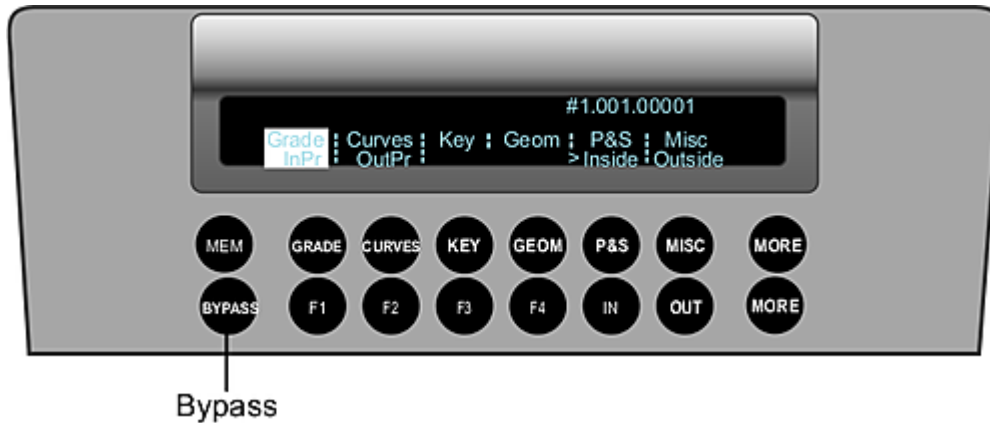 #1.001.00001
Grade Curves Key Geom P&S Misc
InPr OutPr >Inside Outside
MEM GRADE CURVES KEY GEOM P&S MISC MORE
BYPASS F1 F2 F3 F4 IN OUT MORE
Bypass